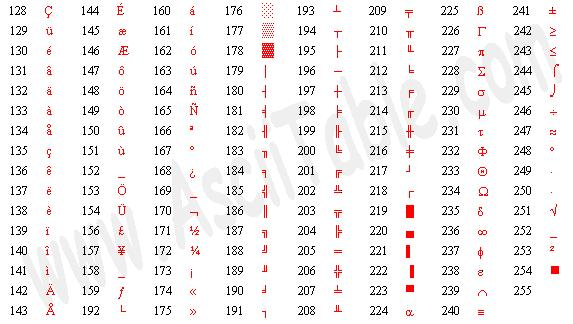 128 Ç 144 É 160 á 176 ░ 193 ┴ 209 ╤ 225 ß 241 ±
129 ü 145 æ 161 í 177 ▒ 194 ┬ 210 ╥ 226 Γ 242 ≥
130 é 146 Æ 162 ó 178 ▓ 195 ├ 211 ╙ 227 π 243 ≤
131 â 147 ô 163 ú 179 │ 196 ─ 212 ╘ 228 Σ 244 ⌠
132 ä 148 ö 164 ñ 180 ┤ 197 ┼ 213 ╒ 229 σ 245 ⌡
133 à 149 ò 165 Ñ 181 ╡ 198 ╞ 214 ╓ 230 µ 246 ÷
134 å 150 û 166 ª 182 ╢ 199 ╟ 215 ╫ 231 τ 247 ≈
135 ç 151 ù 167 º 183 ╖ 200 ╚ 216 ╪ 232 Φ 248 °
136 ê 152 _ 168 ¿ 184 ╕ 201 ╔ 217 ┘ 233 Θ 249 ∙
137 ë 153 Ö 169 _ 185 ╣ 202 ╩ 218 ┌ 234 Ω 250 ·
138 è 154 Ü 170 ¬ 186 ║ 203 ╦ 219 █ 235 δ 251 √
139 ï 156 £ 171 ½ 187 ╗ 204 ╠ 220 ▄ 236 ∞ 252 _
140 î 157 ¥ 172 ¼ 188 ╝ 205 ═ 221 ▌ 237 φ 253 ²
141 ì 158 _ 173 ¡ 189 ╜ 206 ╬ 222 ▐ 238 ε 254 ■
142 Ä 159 ƒ 174 « 190 ╛ 207 ╧ 223 ▀ 239 ∩ 255
143 Å 192 └ 175 » 191 ┐ 208 ╨ 224 α 240 ≡
www.AsciiTable.com